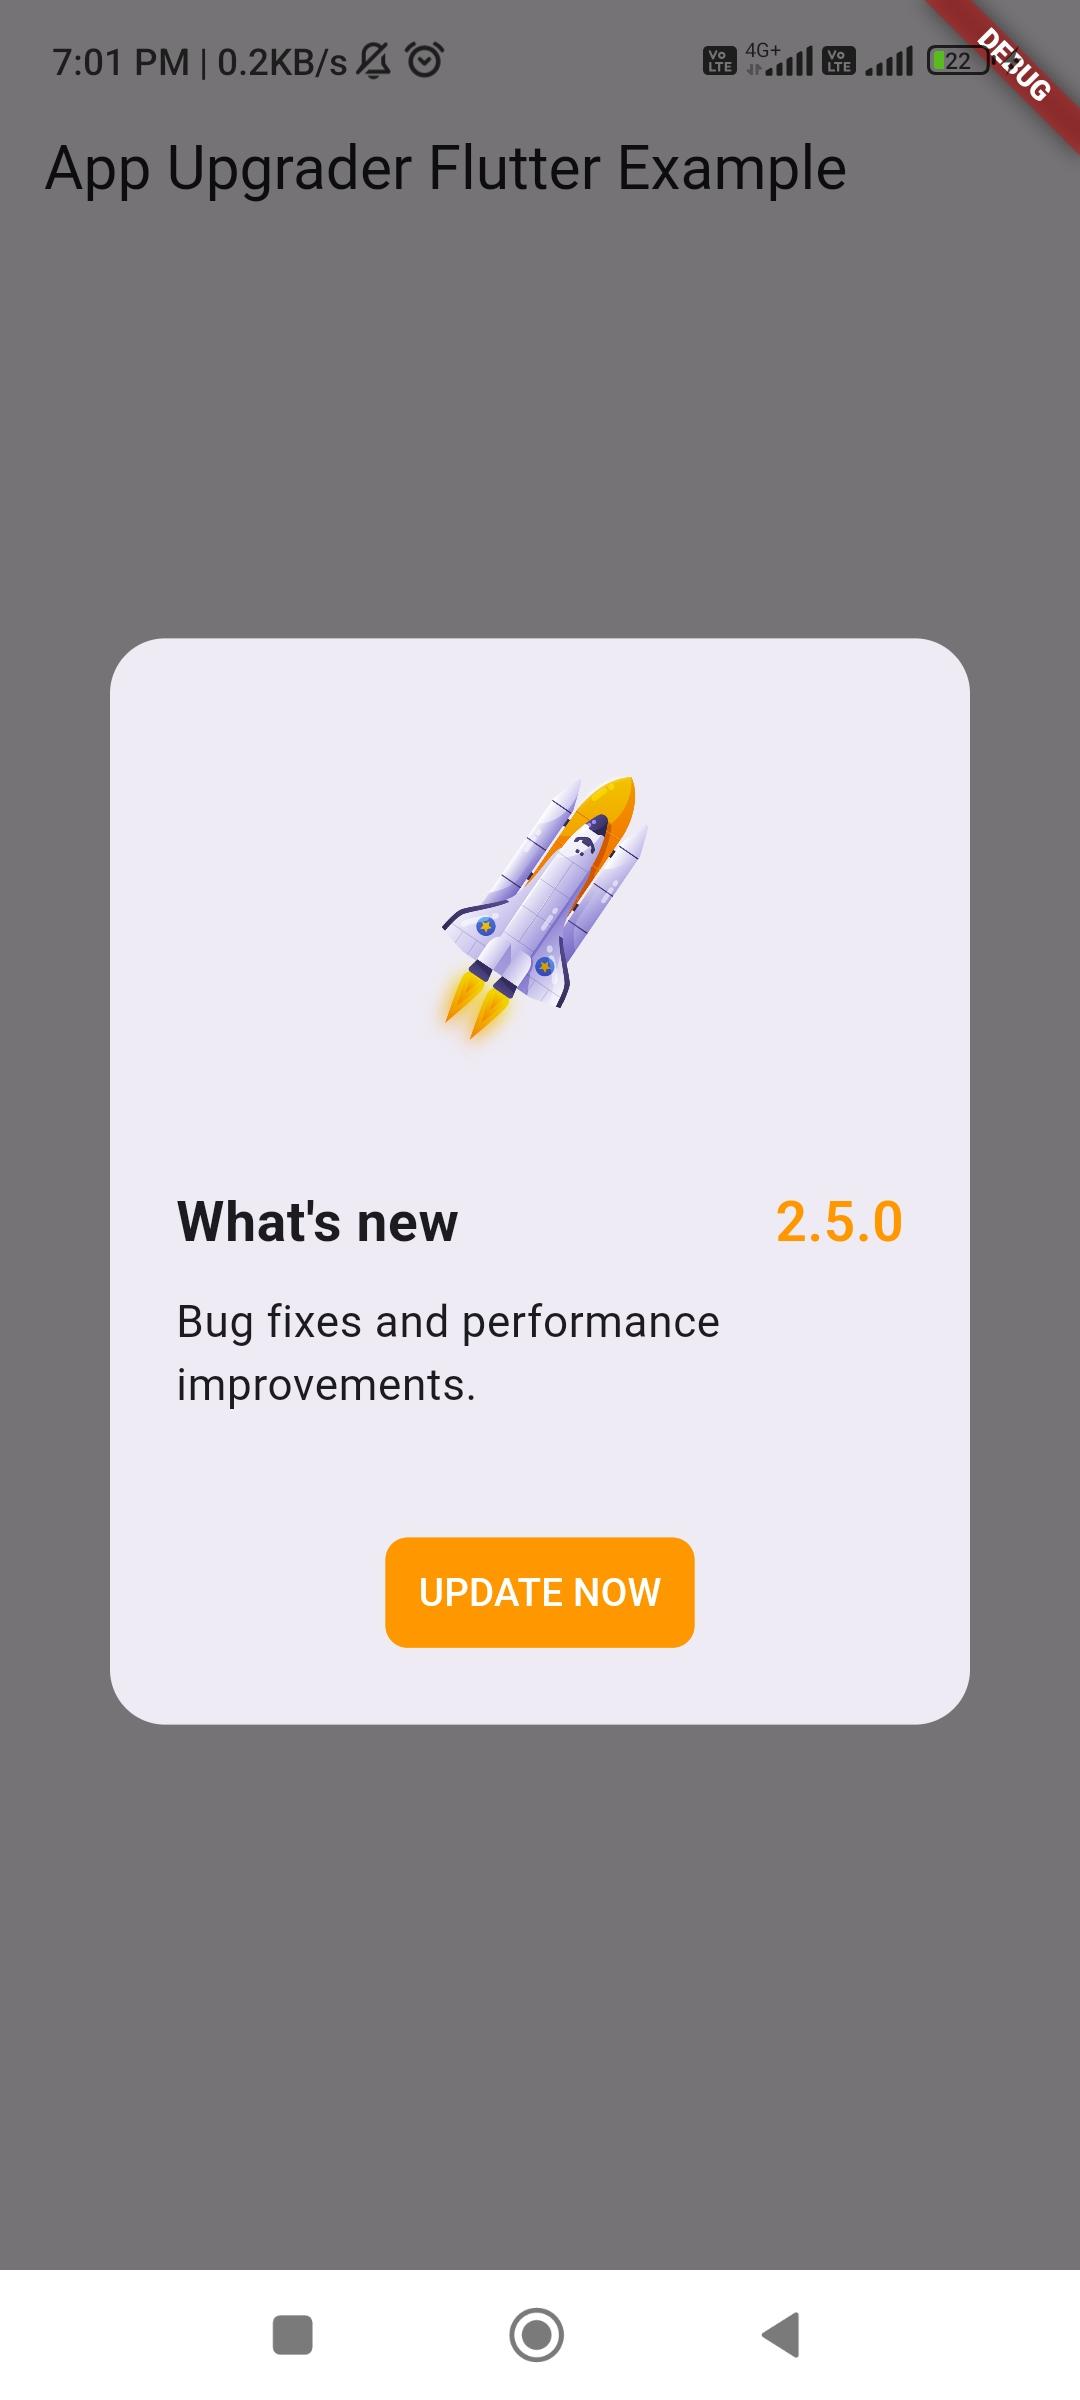 7:01 PM | 0.2KB/s
Vo LTE 4G+ Vo LTE 22
DEBUG
App Upgrader Flutter Example
What's new 2.5.0
Bug fixes and performance
improvements.
UPDATE NOW